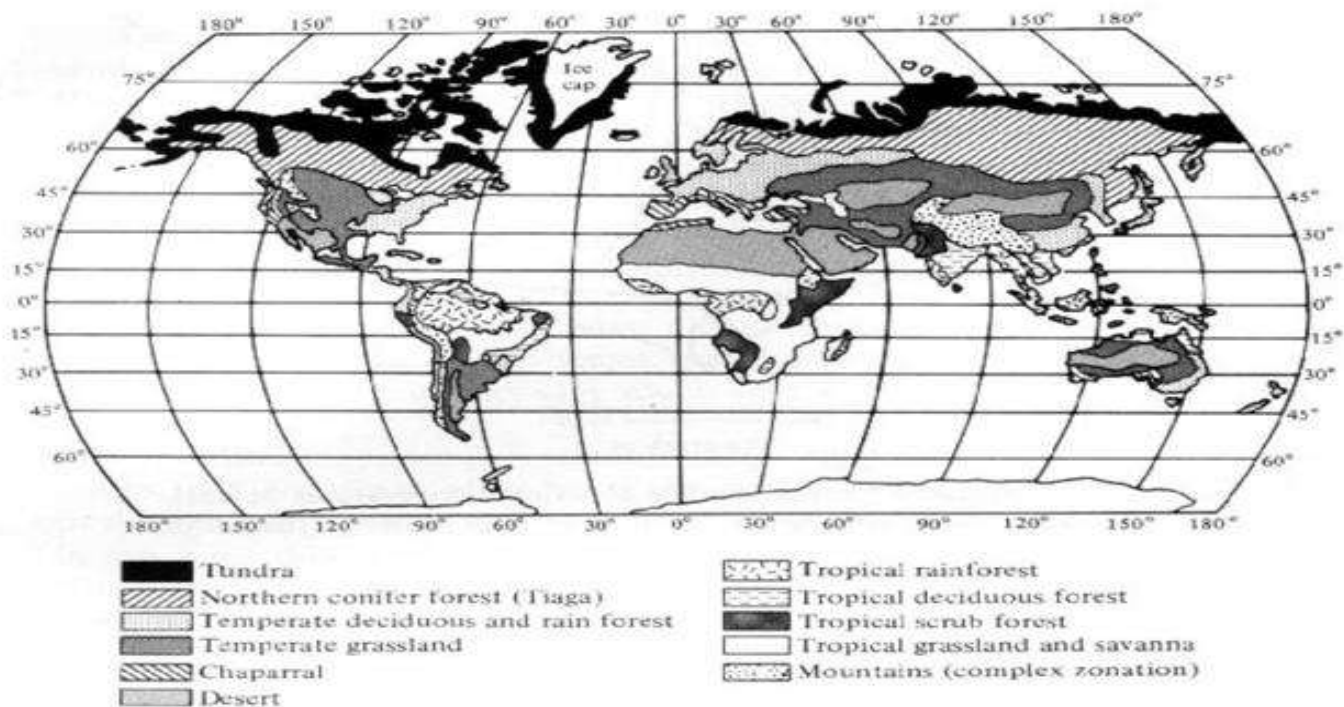 180° 150° 120° 90° 60° 30° 0° 30° 60° 90° 120° 150° 180°
Ice
cap
75° 75°
60° 60°
45° 45°
30° 30°
15° 15°
0° 0°
15° 15°
30° 30°
45° 45°
60° 60°
180° 150° 120° 90° 60° 30° 0° 30° 60° 90° 120° 150° 180°
Tundra
Northern conifer forest (Tiaga)
Temperate deciduous and rain forest
Temperate grassland
Chaparral
Desert
Tropical rainforest
Tropical deciduous forest
Tropical scrub forest
Tropical grassland and savanna
Mountains (complex zonation)